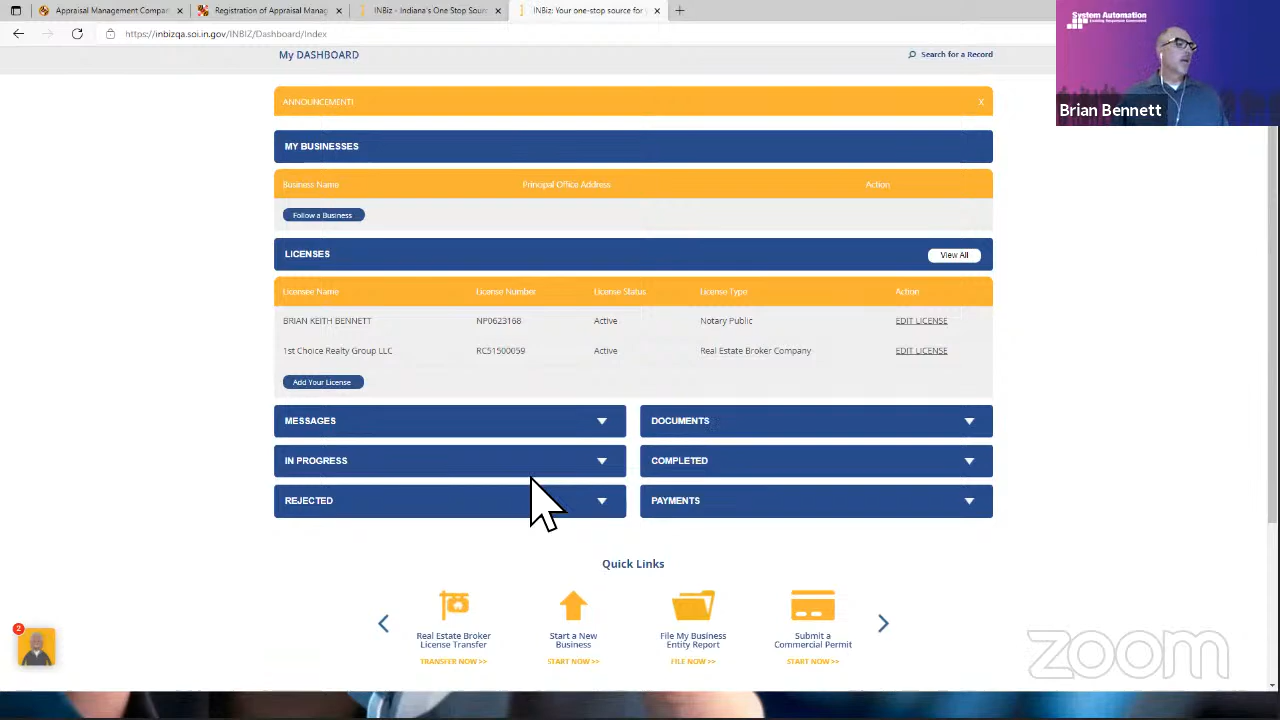 Appraisal Management Comp
Registration of Appraisal Manag
INBiz - Indiana's One Stop Sourc
INBiz: Your one-stop source for
https://inbizqa.soi.in.gov/INBIZ/Dashboard/Index
System Automation
Brian Bennett
My DASHBOARD
Search for a Record
ANNOUNCEMENT!
X
MY BUSINESSES
Business Name
Principal Office Address
Action
Follow a Business
LICENSES
View All
Licensee Name
License Number
License Status
License Type
Action
BRIAN KEITH BENNETT
NP0623168
Active
Notary Public
EDIT LICENSE
1st Choice Realty Group LLC
RC51500059
Active
Real Estate Broker Company
EDIT LICENSE
Add Your License
MESSAGES
DOCUMENTS
IN PROGRESS
COMPLETED
REJECTED
PAYMENTS
Quick Links
Real Estate Broker
License Transfer
TRANSFER NOW >>
Start a New
Business
START NOW >>
File My Business
Entity Report
FILE NOW >>
Submit a
Commercial Permit
START NOW >>
2
zoom